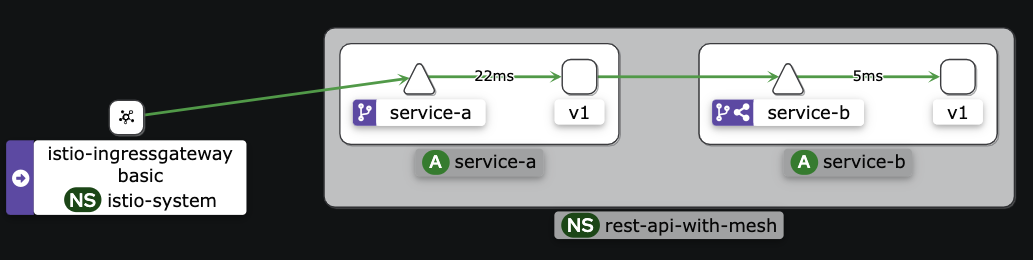 22ms
5ms
service-a
v1
service-b
v1
istio-ingressgateway
basic
NS istio-system
A service-a
A service-b
NS rest-api-with-mesh